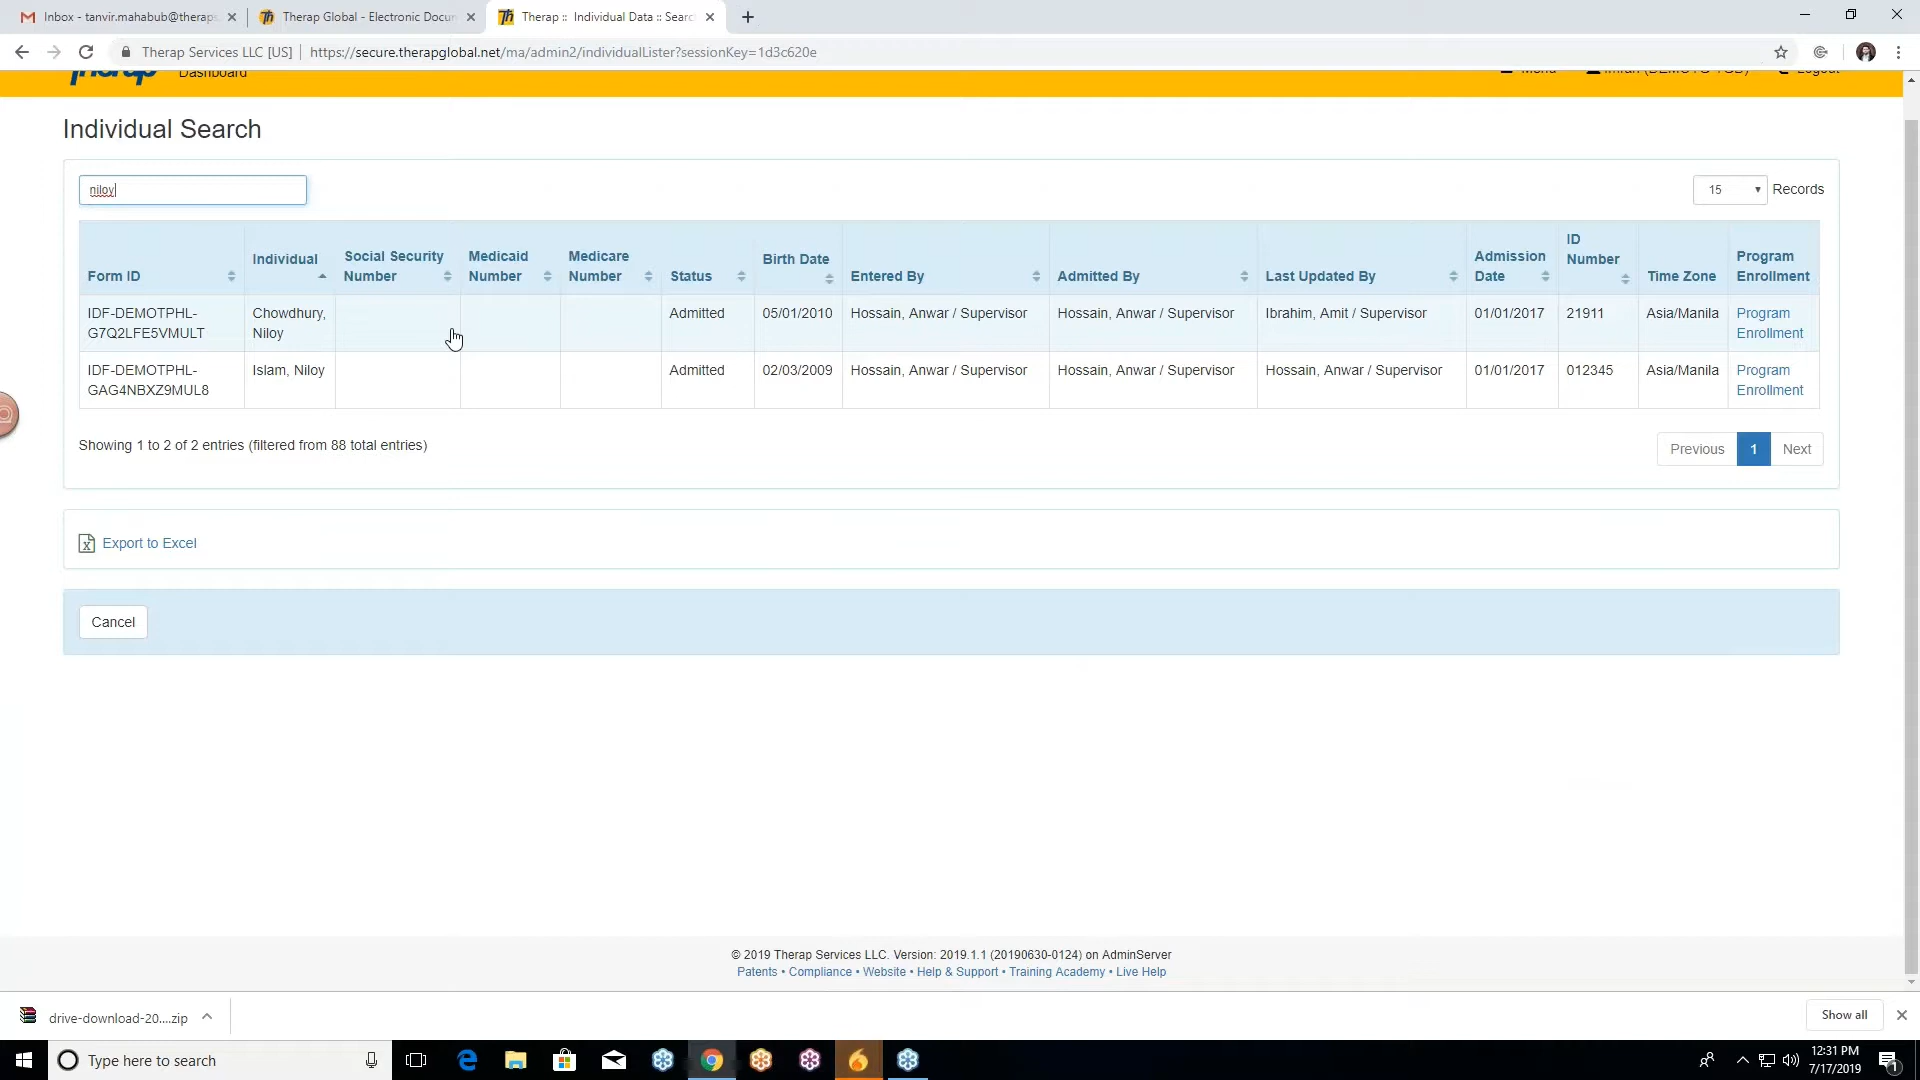 Inbox - tanvir.mahabub@therap
Therap Global - Electronic Docu
Therap :: Individual Data :: Searc
Therap Services LLC [US] | https://secure.therapglobal.net/ma/admin2/individualLister?sessionKey=1d3c620e
Therap Dashboard Menu Imran Logout
Individual Search
niloy
15 Records
Form ID Individual Social Security Number Medicaid Number Medicare Number Status Birth Date Entered By Admitted By Last Updated By Admission Date ID Number Time Zone Program Enrollment
IDF-DEMOTPHL-G7Q2LFE5VMULT Chowdhury, Niloy Admitted 05/01/2010 Hossain, Anwar / Supervisor Hossain, Anwar / Supervisor Ibrahim, Amit / Supervisor 01/01/2017 21911 Asia/Manila Program Enrollment
IDF-DEMOTPHL-GAG4NBXZ9MUL8 Islam, Niloy Admitted 02/03/2009 Hossain, Anwar / Supervisor Hossain, Anwar / Supervisor Hossain, Anwar / Supervisor 01/01/2017 012345 Asia/Manila Program Enrollment
Showing 1 to 2 of 2 entries (filtered from 88 total entries)
Previous 1 Next
Export to Excel
Cancel
© 2019 Therap Services LLC. Version: 2019.1.1 (20190630-0124) on AdminServer
Patents • Compliance • Website • Help & Support • Training Academy • Live Help
drive-download-20....zip
Show all
Type here to search
12:31 PM
7/17/2019
1